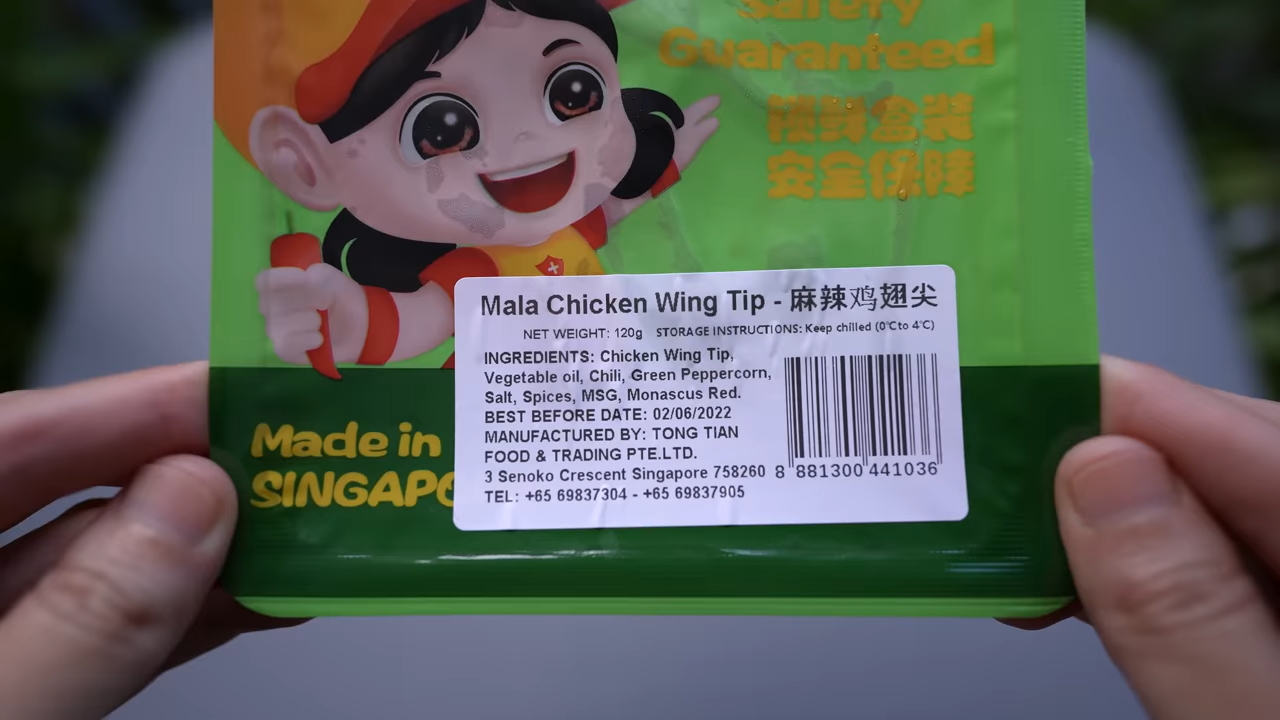 Safety
Guaranteed
预算盒装
安全保障
Mala Chicken Wing Tip - 麻辣鸡翅尖
NET WEIGHT: 120g STORAGE INSTRUCTIONS: Keep chilled (0°C to 4°C)
INGREDIENTS: Chicken Wing Tip,
Vegetable oil, Chili, Green Peppercorn,
Salt, Spices, MSG, Monascus Red.
BEST BEFORE DATE: 02/06/2022
MANUFACTURED BY: TONG TIAN
FOOD & TRADING PTE.LTD.
3 Senoko Crescent Singapore 758260
TEL: +65 69837304 - +65 69837905
8 881300 441036
Made in
SINGAPO